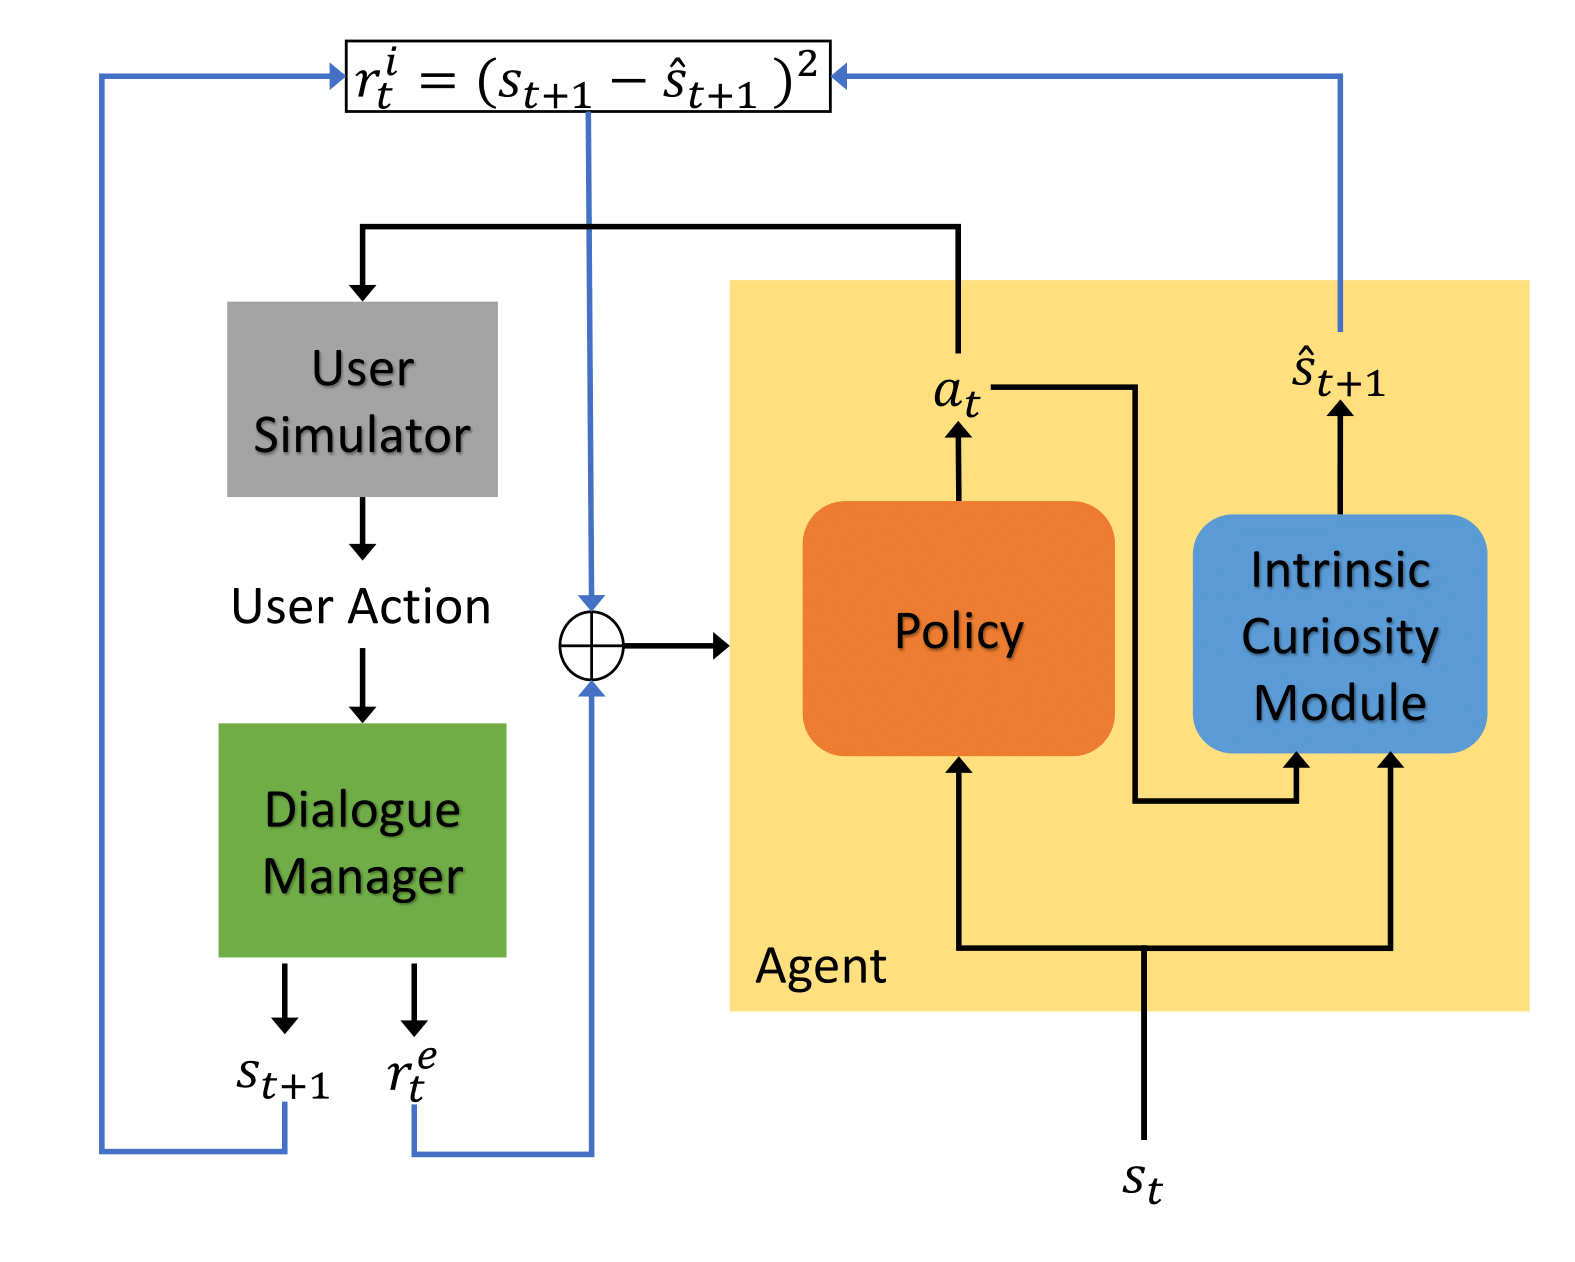 r_t^i = (s_{t+1} − ŝ_{t+1})^2
User
Simulator
User Action
Dialogue
Manager
s_{t+1}
r_t^e
a_t
ŝ_{t+1}
Policy
Intrinsic
Curiosity
Module
Agent
s_t